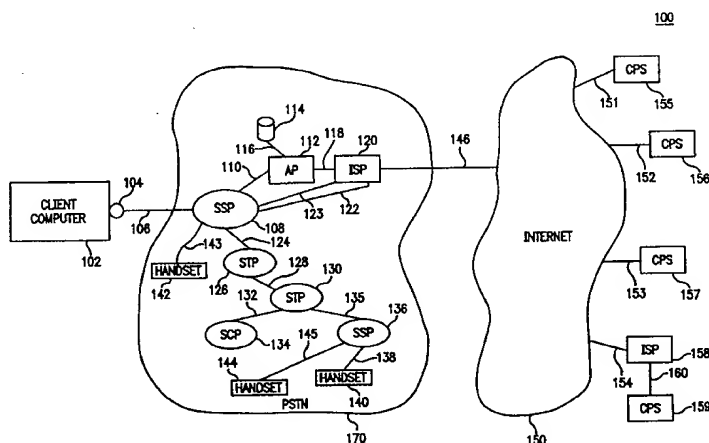 100
114
116
112
118
120
110
AP
ISP
146
104
CLIENT
COMPUTER
106
102
SSP
108
123
122
143
124
HANDSET
142
STP
126
128
130
STP
132
135
136
SCP
134
145
SSP
138
144
HANDSET
HANDSET
140
PSTN
170
INTERNET
150
CPS
151
155
CPS
152
156
CPS
153
157
ISP
158
154
160
CPS
159